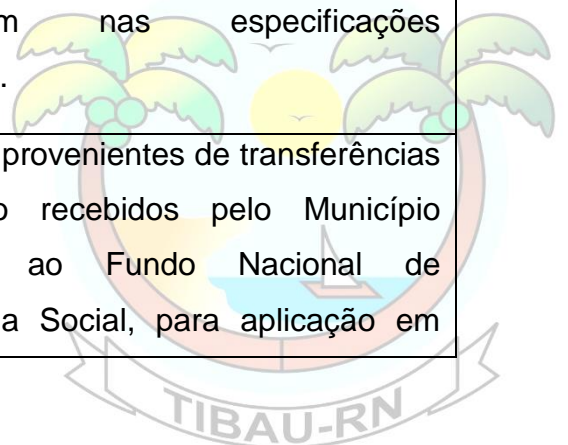 m nas especificações
.
provenientes de transferências
o recebidos pelo Município
ao Fundo Nacional de
a Social, para aplicação em
TIBAU-RN